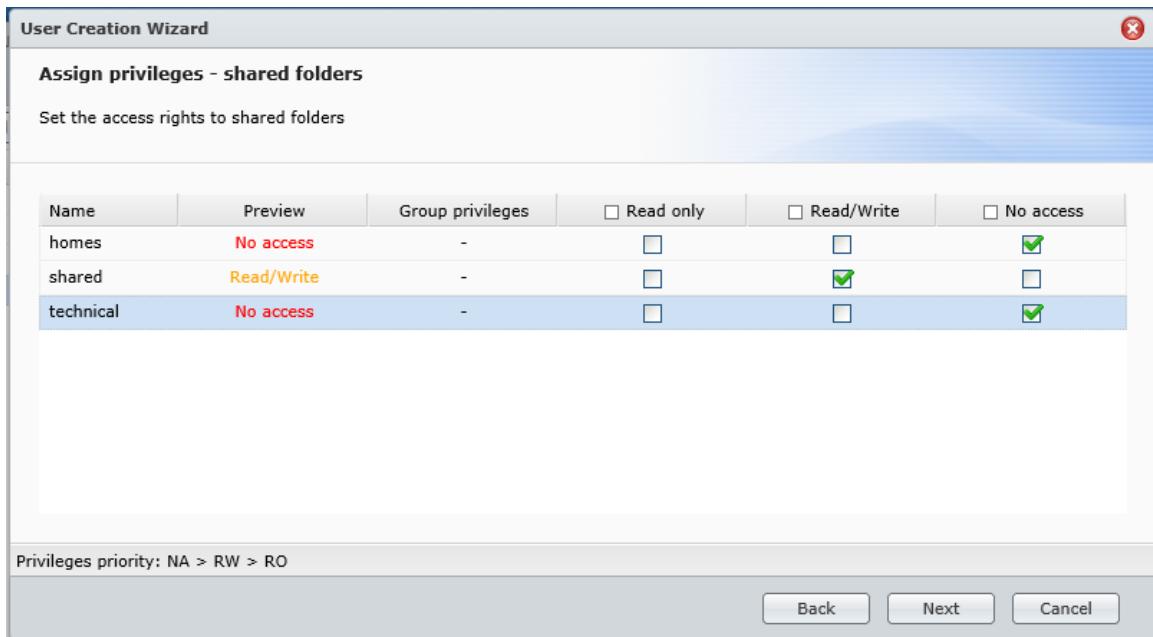 User Creation Wizard
Assign privileges - shared folders
Set the access rights to shared folders
Name Preview Group privileges Read only Read/Write No access
homes No access -
shared Read/Write -
technical No access -
Privileges priority: NA > RW > RO
Back Next Cancel